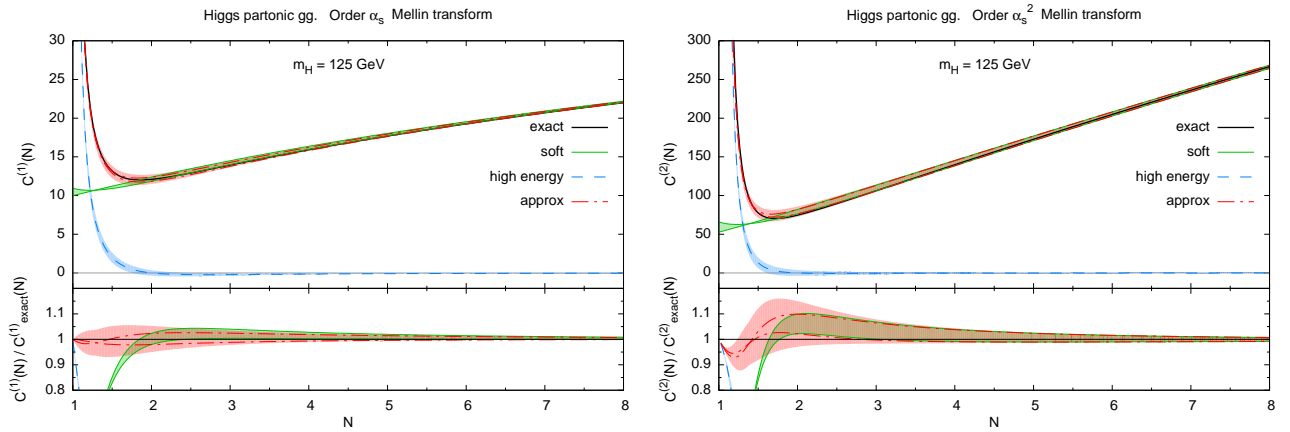 Higgs partonic gg. Order αs Mellin transform
30
25
20
15
10
5
0
C(1)(N)
mH = 125 GeV
exact
soft
high energy
approx
1.1
1
0.9
0.8
C(1)(N) / C(1)exact(N)
1 2 3 4 5 6 7 8
N
Higgs partonic gg. Order αs2 Mellin transform
300
250
200
150
100
50
0
C(2)(N)
mH = 125 GeV
exact
soft
high energy
approx
1.1
1
0.9
0.8
C(2)(N) / C(2)exact(N)
1 2 3 4 5 6 7 8
N